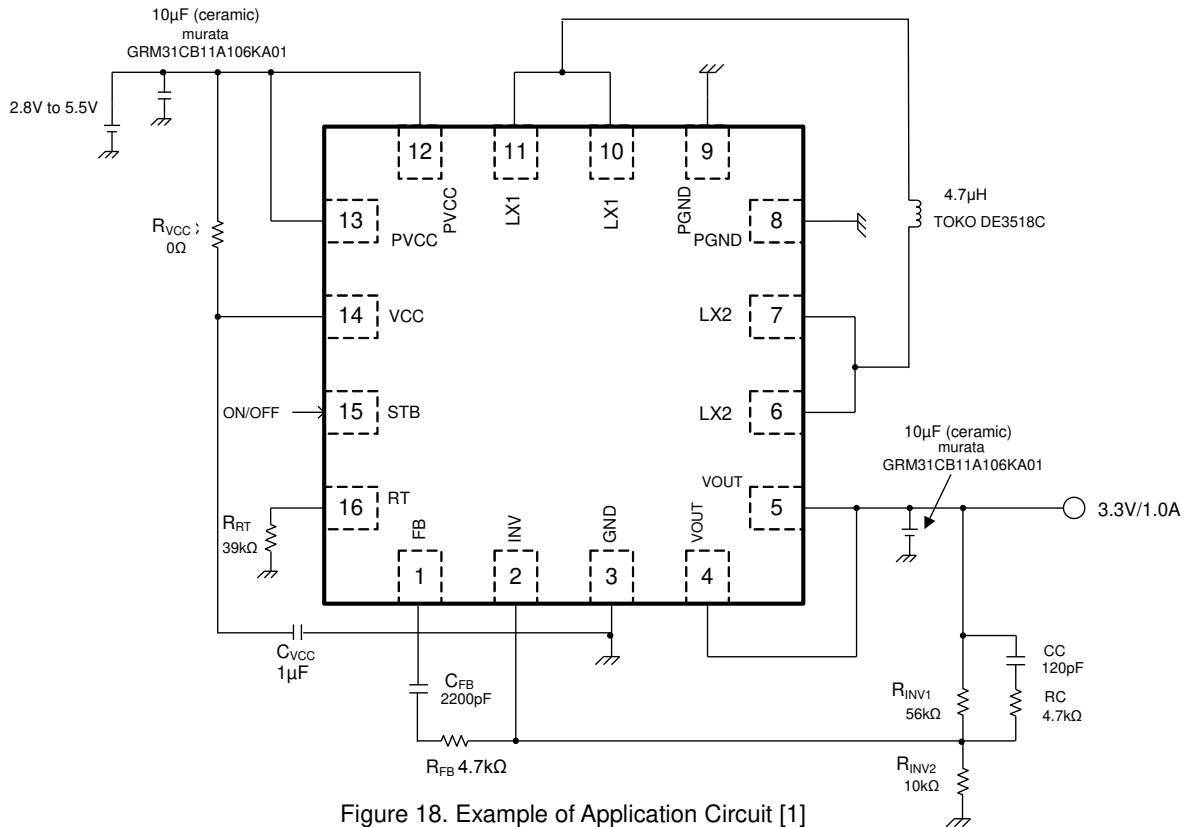 10µF (ceramic)
murata
GRM31CB11A106KA01
2.8V to 5.5V
12
11
10
9
PVCC
LX1
LX1
PGND
13
PVCC
8
PGND
4.7µH
TOKO DE3518C
RVCC :
0Ω
14
VCC
LX2
7
ON/OFF
15
STB
LX2
6
10µF (ceramic)
murata
GRM31CB11A106KA01
16
RT
VOUT
5
3.3V/1.0A
RRT
39kΩ
FB
INV
GND
VOUT
1
2
3
4
CVCC
1µF
CFB
2200pF
RINV1
56kΩ
CC
120pF
RC
4.7kΩ
RFB 4.7kΩ
RINV2
10kΩ
Figure 18. Example of Application Circuit [1]